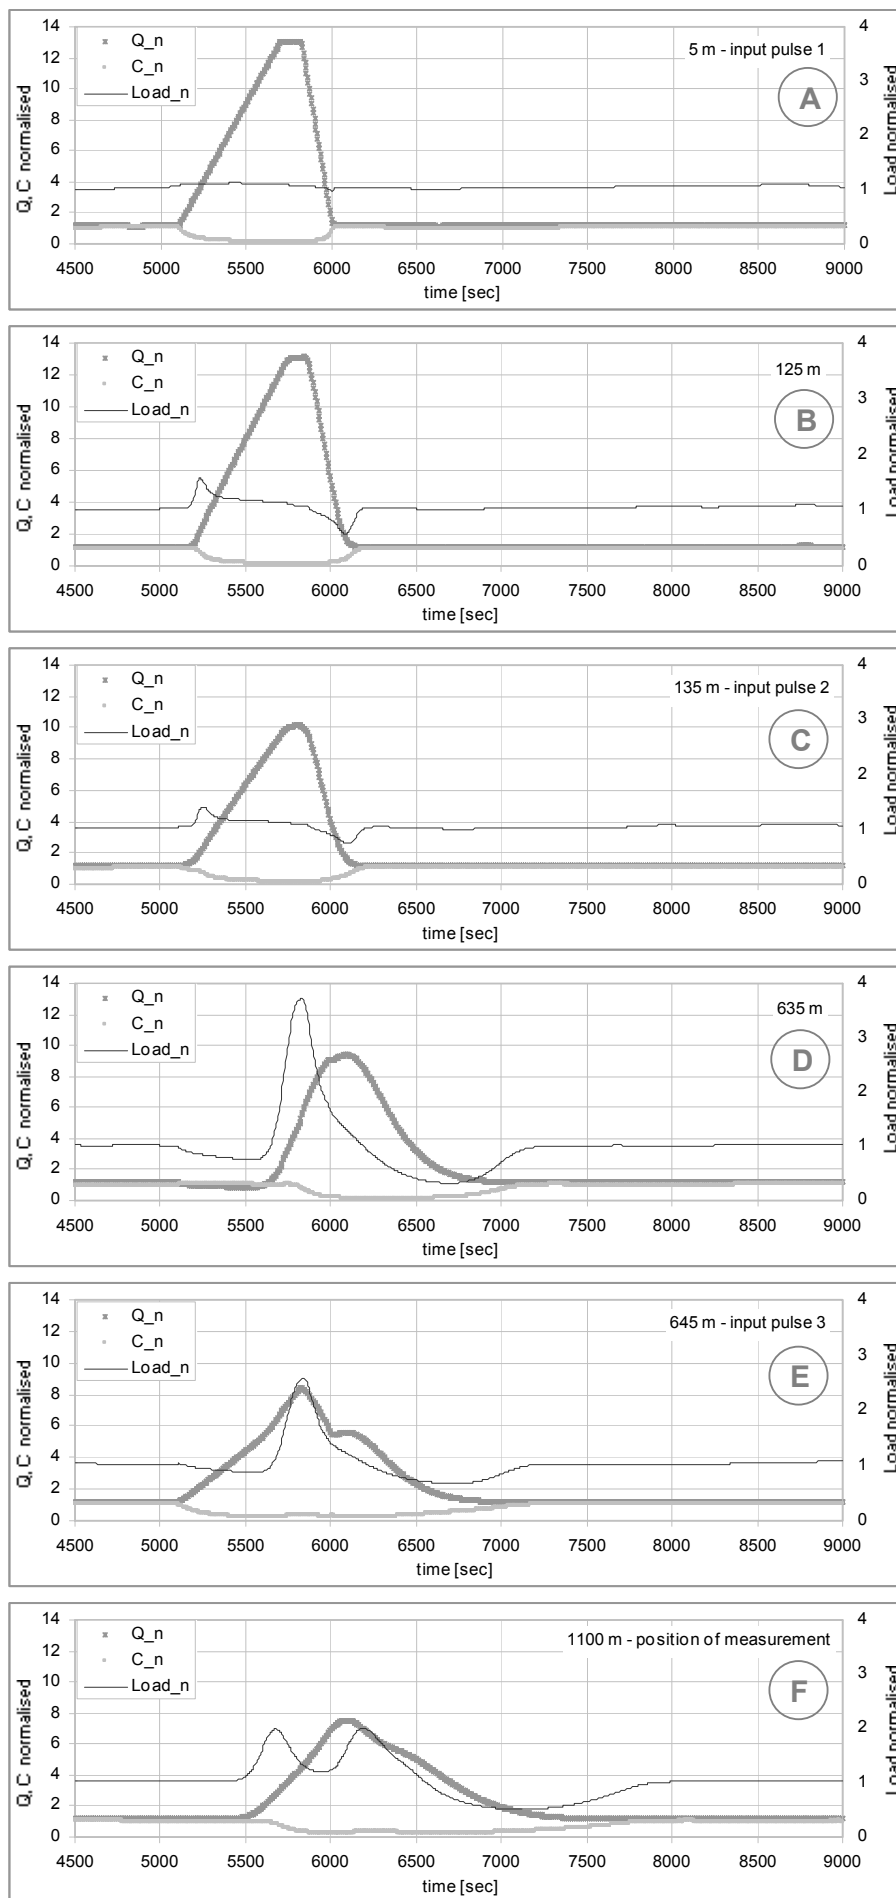 14 4
Q_n
C_n
Load_n
5 m - input pulse 1
A
12
10
8
6
4
2
0
3
2
1
0
Q, C normalised
Load normalised
4500 5000 5500 6000 6500 7000 7500 8000 8500 9000
time [sec]
14 4
Q_n
C_n
Load_n
125 m
B
12
10
8
6
4
2
0
3
2
1
0
Q, C normalised
Load normalised
4500 5000 5500 6000 6500 7000 7500 8000 8500 9000
time [sec]
14 4
Q_n
C_n
Load_n
135 m - input pulse 2
C
12
10
8
6
4
2
0
3
2
1
0
Q, C normalised
Load normalised
4500 5000 5500 6000 6500 7000 7500 8000 8500 9000
time [sec]
14 4
Q_n
C_n
Load_n
635 m
D
12
10
8
6
4
2
0
3
2
1
0
Q, C normalised
Load normalised
4500 5000 5500 6000 6500 7000 7500 8000 8500 9000
time [sec]
14 4
Q_n
C_n
Load_n
645 m - input pulse 3
E
12
10
8
6
4
2
0
3
2
1
0
Q, C normalised
Load normalised
4500 5000 5500 6000 6500 7000 7500 8000 8500 9000
time [sec]
14 4
Q_n
C_n
Load_n
1100 m - position of measurement
F
12
10
8
6
4
2
0
3
2
1
0
Q, C normalised
Load normalised
4500 5000 5500 6000 6500 7000 7500 8000 8500 9000
time [sec]